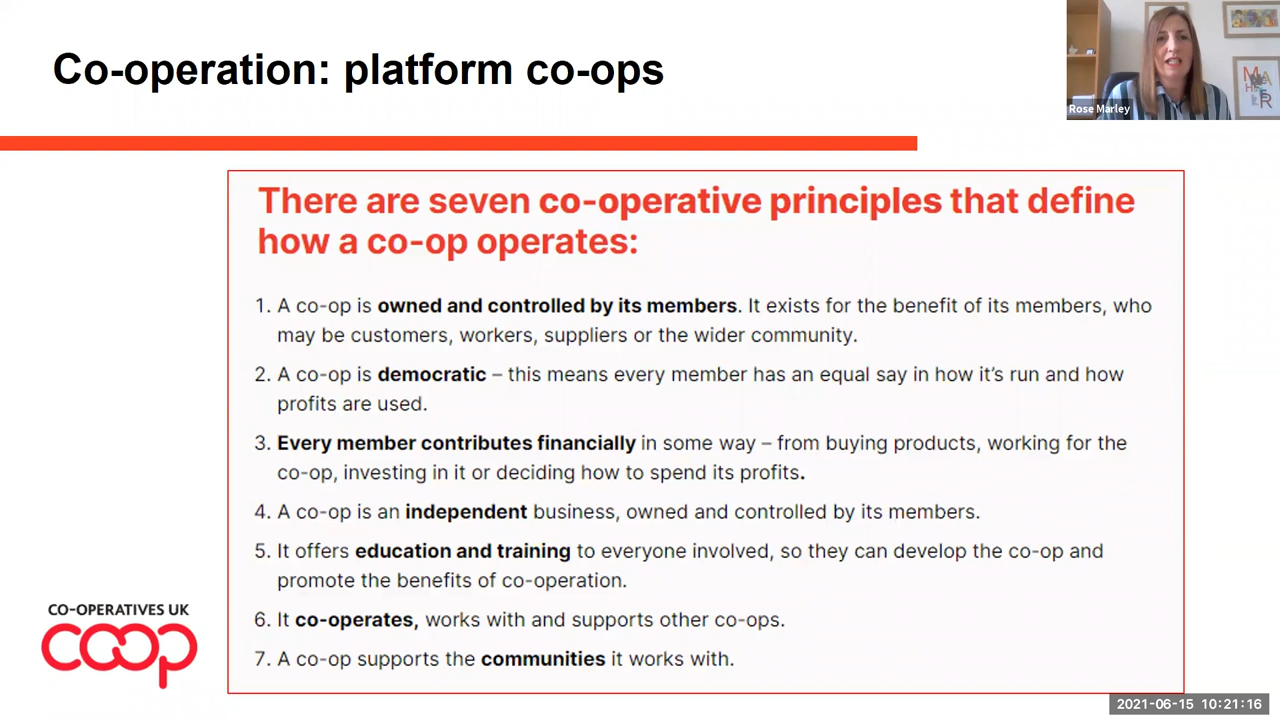 Co-operation: platform co-ops
Rose Marley
There are seven co-operative principles that define
how a co-op operates:
1. A co-op is owned and controlled by its members. It exists for the benefit of its members, who
may be customers, workers, suppliers or the wider community.
2. A co-op is democratic – this means every member has an equal say in how it's run and how
profits are used.
3. Every member contributes financially in some way – from buying products, working for the
co-op, investing in it or deciding how to spend its profits.
4. A co-op is an independent business, owned and controlled by its members.
5. It offers education and training to everyone involved, so they can develop the co-op and
promote the benefits of co-operation.
6. It co-operates, works with and supports other co-ops.
7. A co-op supports the communities it works with.
CO-OPERATIVES UK
coop
2021-06-15 10:21:16